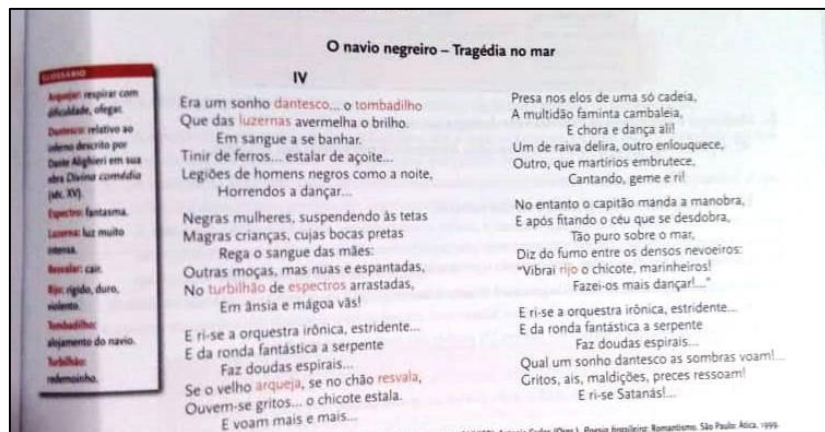 O navio negreiro – Tragédia no mar
GLOSSÁRIO
Arquejar: respirar com
dificuldade, ofegar.
Dantesco: relativo ao
inferno descrito por
Dante Alighieri em sua
obra Divina comédia
(séc. XV).
Espectro: fantasma.
Luzerna: luz muito
intensa.
Resvalar: cair.
Rijo: rígido, duro,
violento.
Tombadilho:
alojamento do navio.
Turbilhão:
redemoinho.
IV
Era um sonho dantesco... o tombadilho
Que das luzernas avermelha o brilho.
Em sangue a se banhar.
Tinir de ferros... estalar de açoite...
Legiões de homens negros como a noite,
Horrendos a dançar...
Negras mulheres, suspendendo às tetas
Magras crianças, cujas bocas pretas
Rega o sangue das mães:
Outras moças, mas nuas e espantadas,
No turbilhão de espectros arrastadas,
Em ânsia e mágoa vãs!
E ri-se a orquestra irônica, estridente...
E da ronda fantástica a serpente
Faz doudas espirais...
Se o velho arqueja, se no chão resvala,
Ouvem-se gritos... o chicote estala.
E voam mais e mais...
Presa nos elos de uma só cadeia,
A multidão faminta cambaleia,
E chora e dança ali!
Um de raiva delira, outro enlouquece,
Outro, que martírios embrutece,
Cantando, geme e ri!
No entanto o capitão manda a manobra,
E após fitando o céu que se desdobra,
Tão puro sobre o mar,
Diz do fumo entre os densos nevoeiros:
"Vibrai rijo o chicote, marinheiros!
Fazei-os mais dançar!..."
E ri-se a orquestra irônica, estridente...
E da ronda fantástica a serpente
Faz doudas espirais...
Qual um sonho dantesco as sombras voam!...
Gritos, ais, maldições, preces ressoam!
E ri-se Satanás!...
(Org.). Poesia brasileira: Romantismo. São Paulo: Ática, 1999.